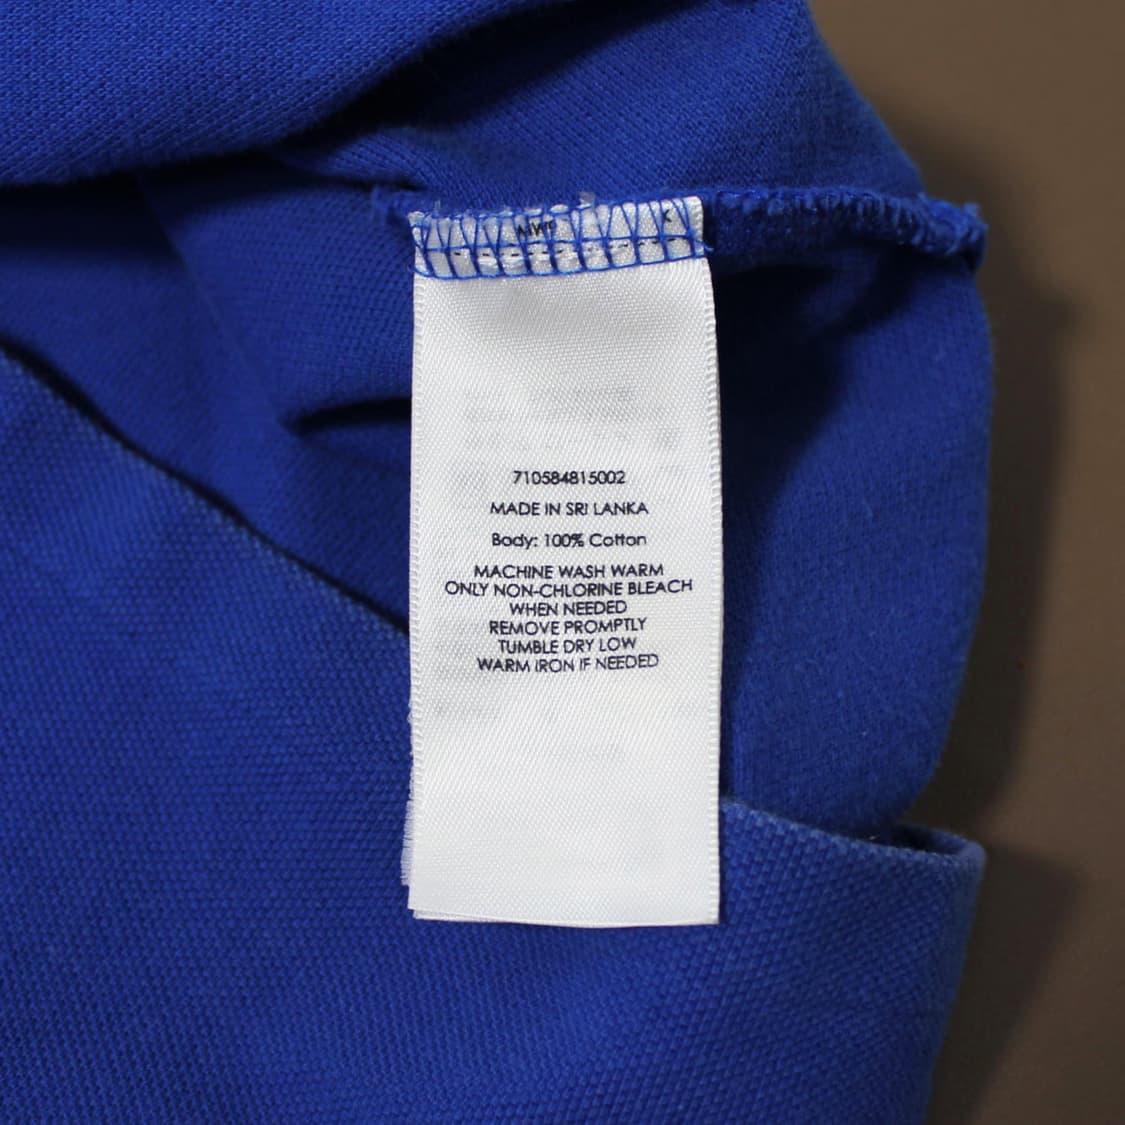 710584815002
MADE IN SRI LANKA
Body: 100% Cotton
MACHINE WASH WARM
ONLY NON-CHLORINE BLEACH
WHEN NEEDED
REMOVE PROMPTLY
TUMBLE DRY LOW
WARM IRON IF NEEDED